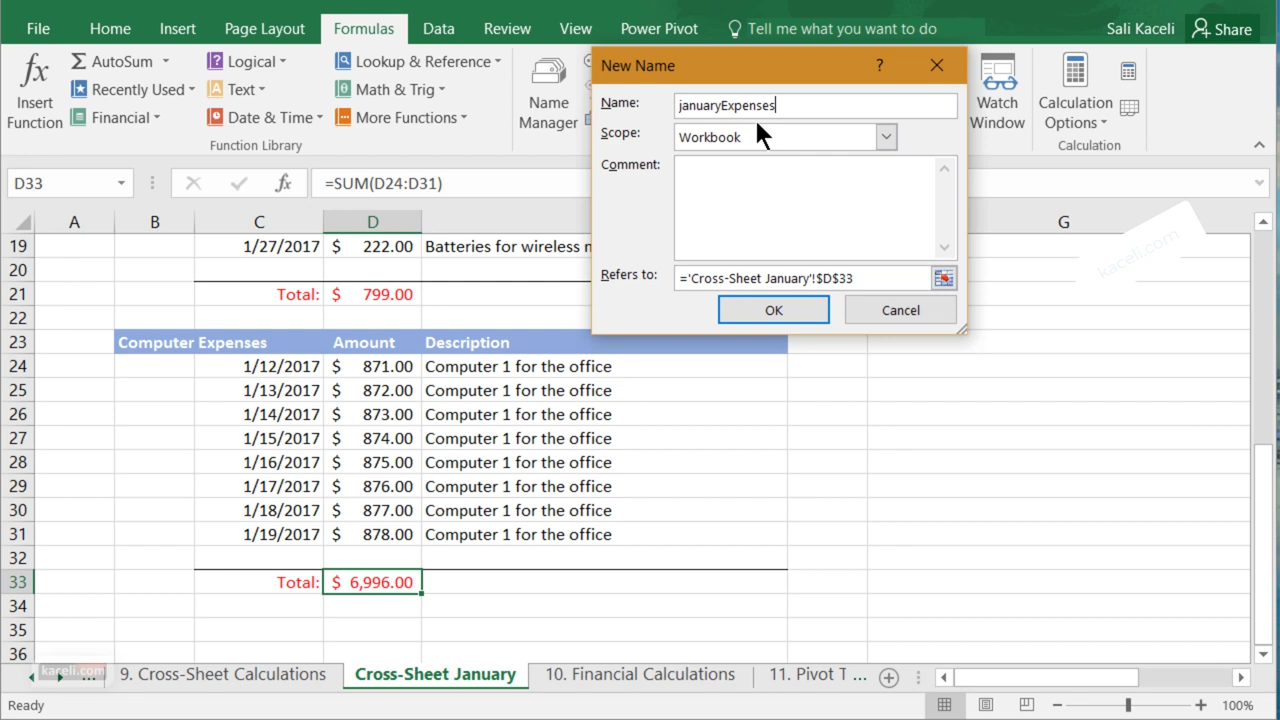 File Home Insert Page Layout Formulas Data Review View Power Pivot Tell me what you want to do Sali Kaceli Share
Insert Function
AutoSum
Recently Used
Financial
Logical
Text
Date & Time
Lookup & Reference
Math & Trig
More Functions
Function Library
Name Manager
Watch Window
Calculation Options
Calculation
New Name ?
Name: januaryExpenses
Scope: Workbook
Comment:
Refers to: ='Cross-Sheet January'!$D$33
OK Cancel
D33 fx =SUM(D24:D31)
A B C D G
19 1/27/2017 $ 222.00 Batteries for wireless
20
21 Total: $ 799.00
22
23 Computer Expenses Amount Description
24 1/12/2017 $ 871.00 Computer 1 for the office
25 1/13/2017 $ 872.00 Computer 1 for the office
26 1/14/2017 $ 873.00 Computer 1 for the office
27 1/15/2017 $ 874.00 Computer 1 for the office
28 1/16/2017 $ 875.00 Computer 1 for the office
29 1/17/2017 $ 876.00 Computer 1 for the office
30 1/18/2017 $ 877.00 Computer 1 for the office
31 1/19/2017 $ 878.00 Computer 1 for the office
32
33 Total: $ 6,996.00
34
35
36
kaceli.com
kaceli.com
... 9. Cross-Sheet Calculations Cross-Sheet January 10. Financial Calculations 11. Pivot T ...
Ready 100%